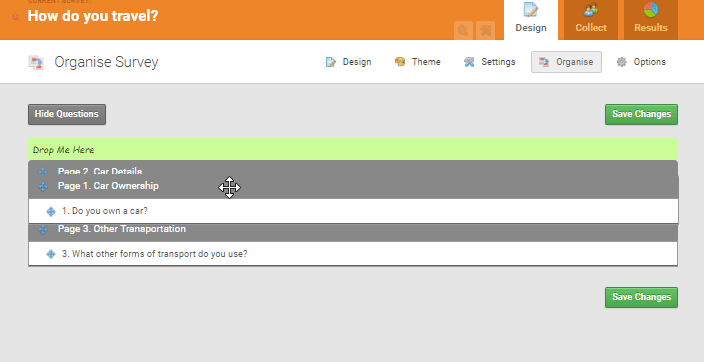 CURRENT SURVEY
How do you travel?
Design
Collect
Results
Organise Survey
Design
Theme
Settings
Organise
Options
Hide Questions
Save Changes
Drop Me Here
Page 2. Car Details
Page 1. Car Ownership
1. Do you own a car?
Page 3. Other Transportation
3. What other forms of transport do you use?
Save Changes